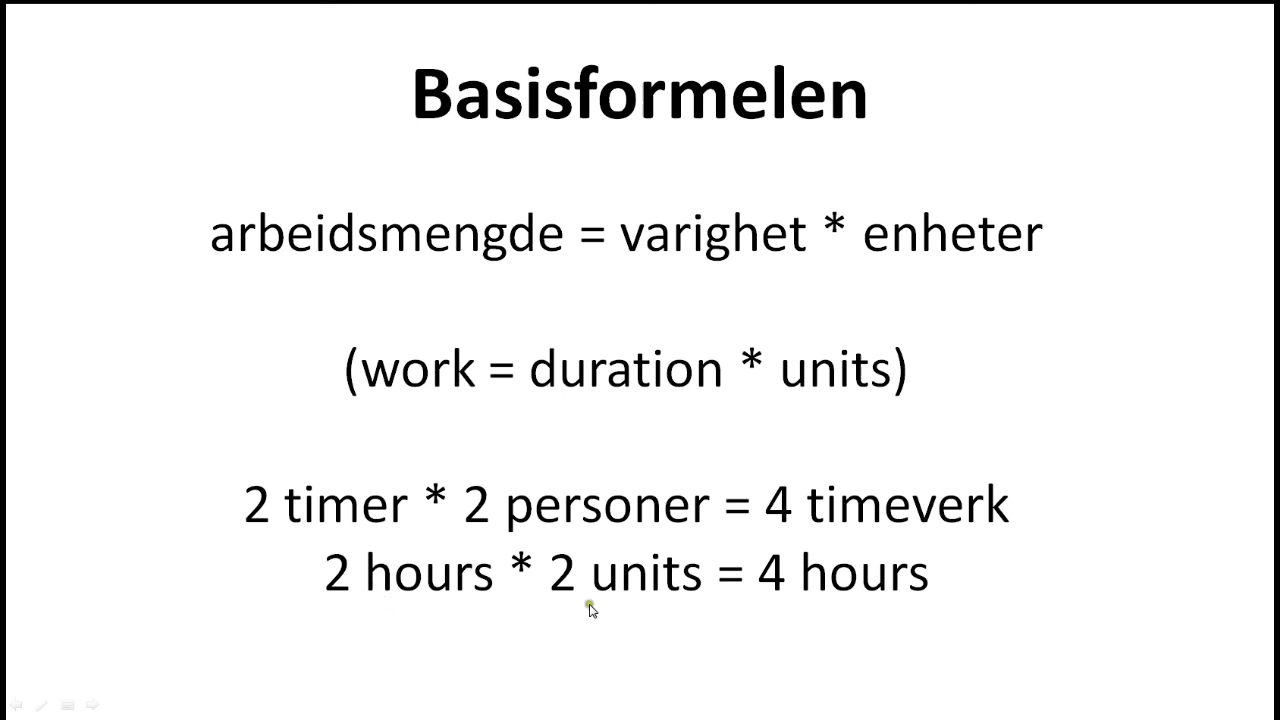 Basisformelen
arbeidsmengde = varighet * enheter
(work = duration * units)
2 timer * 2 personer = 4 timeverk
2 hours * 2 units = 4 hours